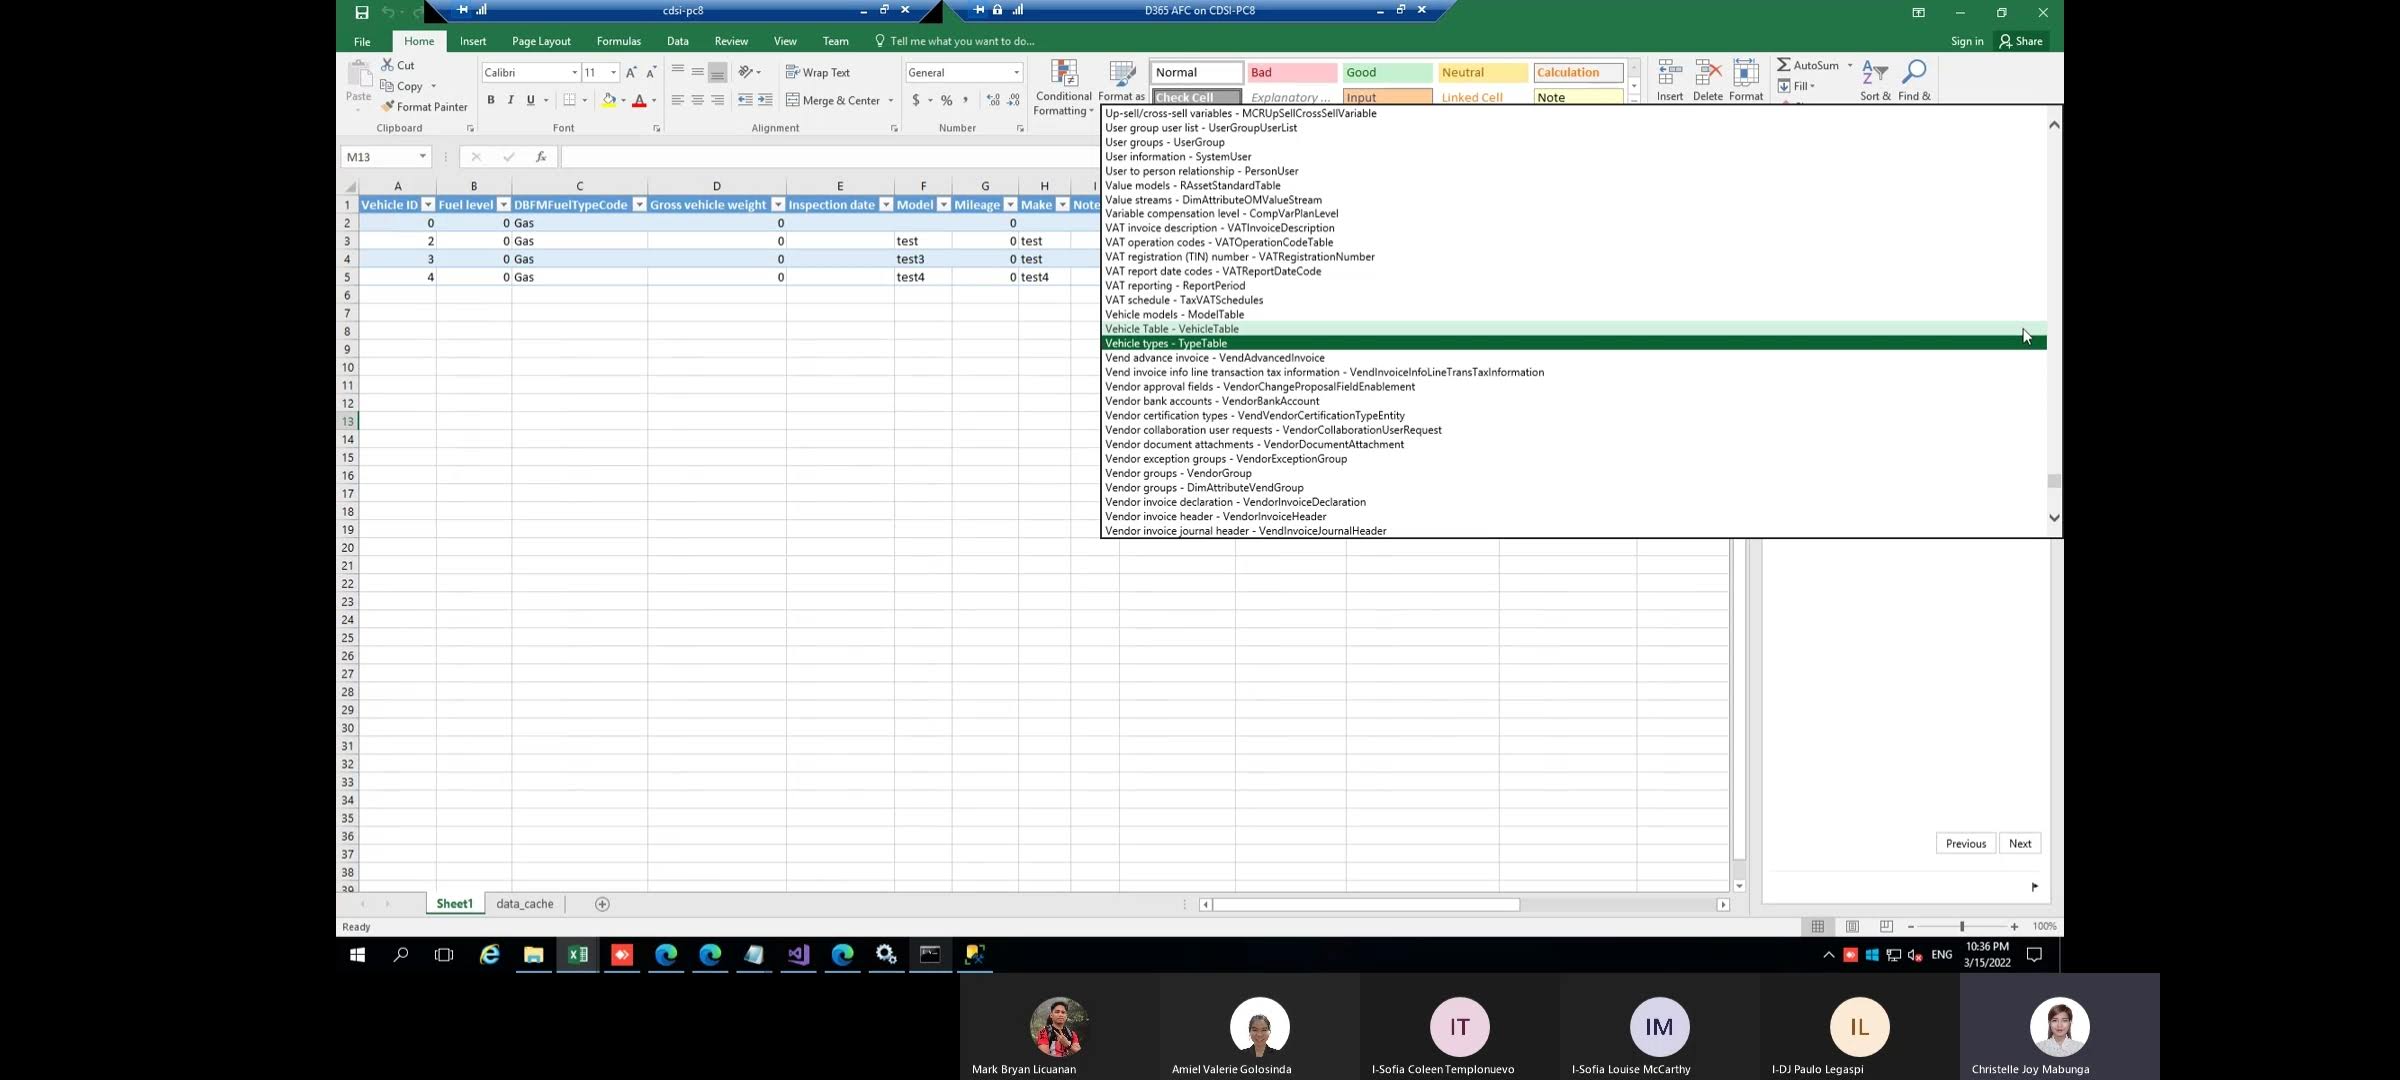 cdsi-pc8
D365 AFC on CDSI-PC8
File Home Insert Page Layout Formulas Data Review View Team Tell me what you want to do... Sign in Share
Paste
Cut
Copy
Format Painter
Clipboard
Calibri 11
B I U
Font
Wrap Text
Merge & Center
Alignment
General
$ % ,
Number
Conditional Formatting
Format as
Normal Bad Good Neutral Calculation
Check Cell Explanatory ... Input Linked Cell Note
Insert Delete Format
AutoSum
Fill
Sort &
Find &
M13 fx
A B C D E F G H I
1 Vehicle ID Fuel level DBFMFuelTypeCode Gross vehicle weight Inspection date Model Mileage Make Note
2 0 0 Gas 0 0
3 2 0 Gas 0 test 0 test
4 3 0 Gas 0 test3 0 test
5 4 0 Gas 0 test4 0 test4
6
7
8
9
10
11
12
13
14
15
16
17
18
19
20
21
22
23
24
25
26
27
28
29
30
31
32
33
34
35
36
37
38
39
Up-sell/cross-sell variables - MCRUpSellCrossSellVariable
User group user list - UserGroupUserList
User groups - UserGroup
User information - SystemUser
User to person relationship - PersonUser
Value models - RAssetStandardTable
Value streams - DimAttributeOMValueStream
Variable compensation level - CompVarPlanLevel
VAT invoice description - VATInvoiceDescription
VAT operation codes - VATOperationCodeTable
VAT registration (TIN) number - VATRegistrationNumber
VAT report date codes - VATReportDateCode
VAT reporting - ReportPeriod
VAT schedule - TaxVATSchedules
Vehicle models - ModelTable
Vehicle Table - VehicleTable
Vehicle types - TypeTable
Vend advance invoice - VendAdvancedInvoice
Vend invoice info line transaction tax information - VendInvoiceInfoLineTransTaxInformation
Vendor approval fields - VendorChangeProposalFieldEnablement
Vendor bank accounts - VendorBankAccount
Vendor certification types - VendVendorCertificationTypeEntity
Vendor collaboration user requests - VendorCollaborationUserRequest
Vendor document attachments - VendorDocumentAttachment
Vendor exception groups - VendorExceptionGroup
Vendor groups - VendorGroup
Vendor groups - DimAttributeVendGroup
Vendor invoice declaration - VendorInvoiceDeclaration
Vendor invoice header - VendorInvoiceHeader
Vendor invoice journal header - VendInvoiceJournalHeader
Previous Next
Sheet1 data_cache
Ready 100%
ENG
10:36 PM
3/15/2022
IT IM IL
Mark Bryan Licuanan Amiel Valerie Golosinda I-Sofia Coleen Templonuevo I-Sofia Louise McCarthy I-DJ Paulo Legaspi Christelle Joy Mabunga